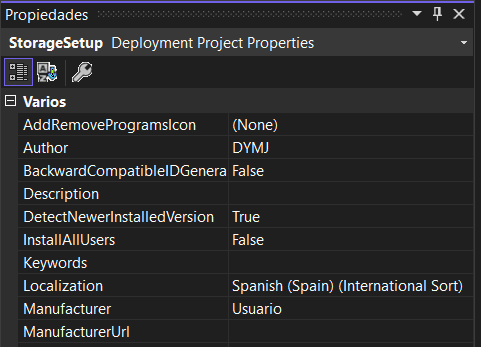 Propiedades
StorageSetup Deployment Project Properties
Varios
AddRemoveProgramsIcon (None)
Author DYMJ
BackwardCompatibleIDGenera False
Description
DetectNewerInstalledVersion True
InstallAllUsers False
Keywords
Localization Spanish (Spain) (International Sort)
Manufacturer Usuario
ManufacturerUrl